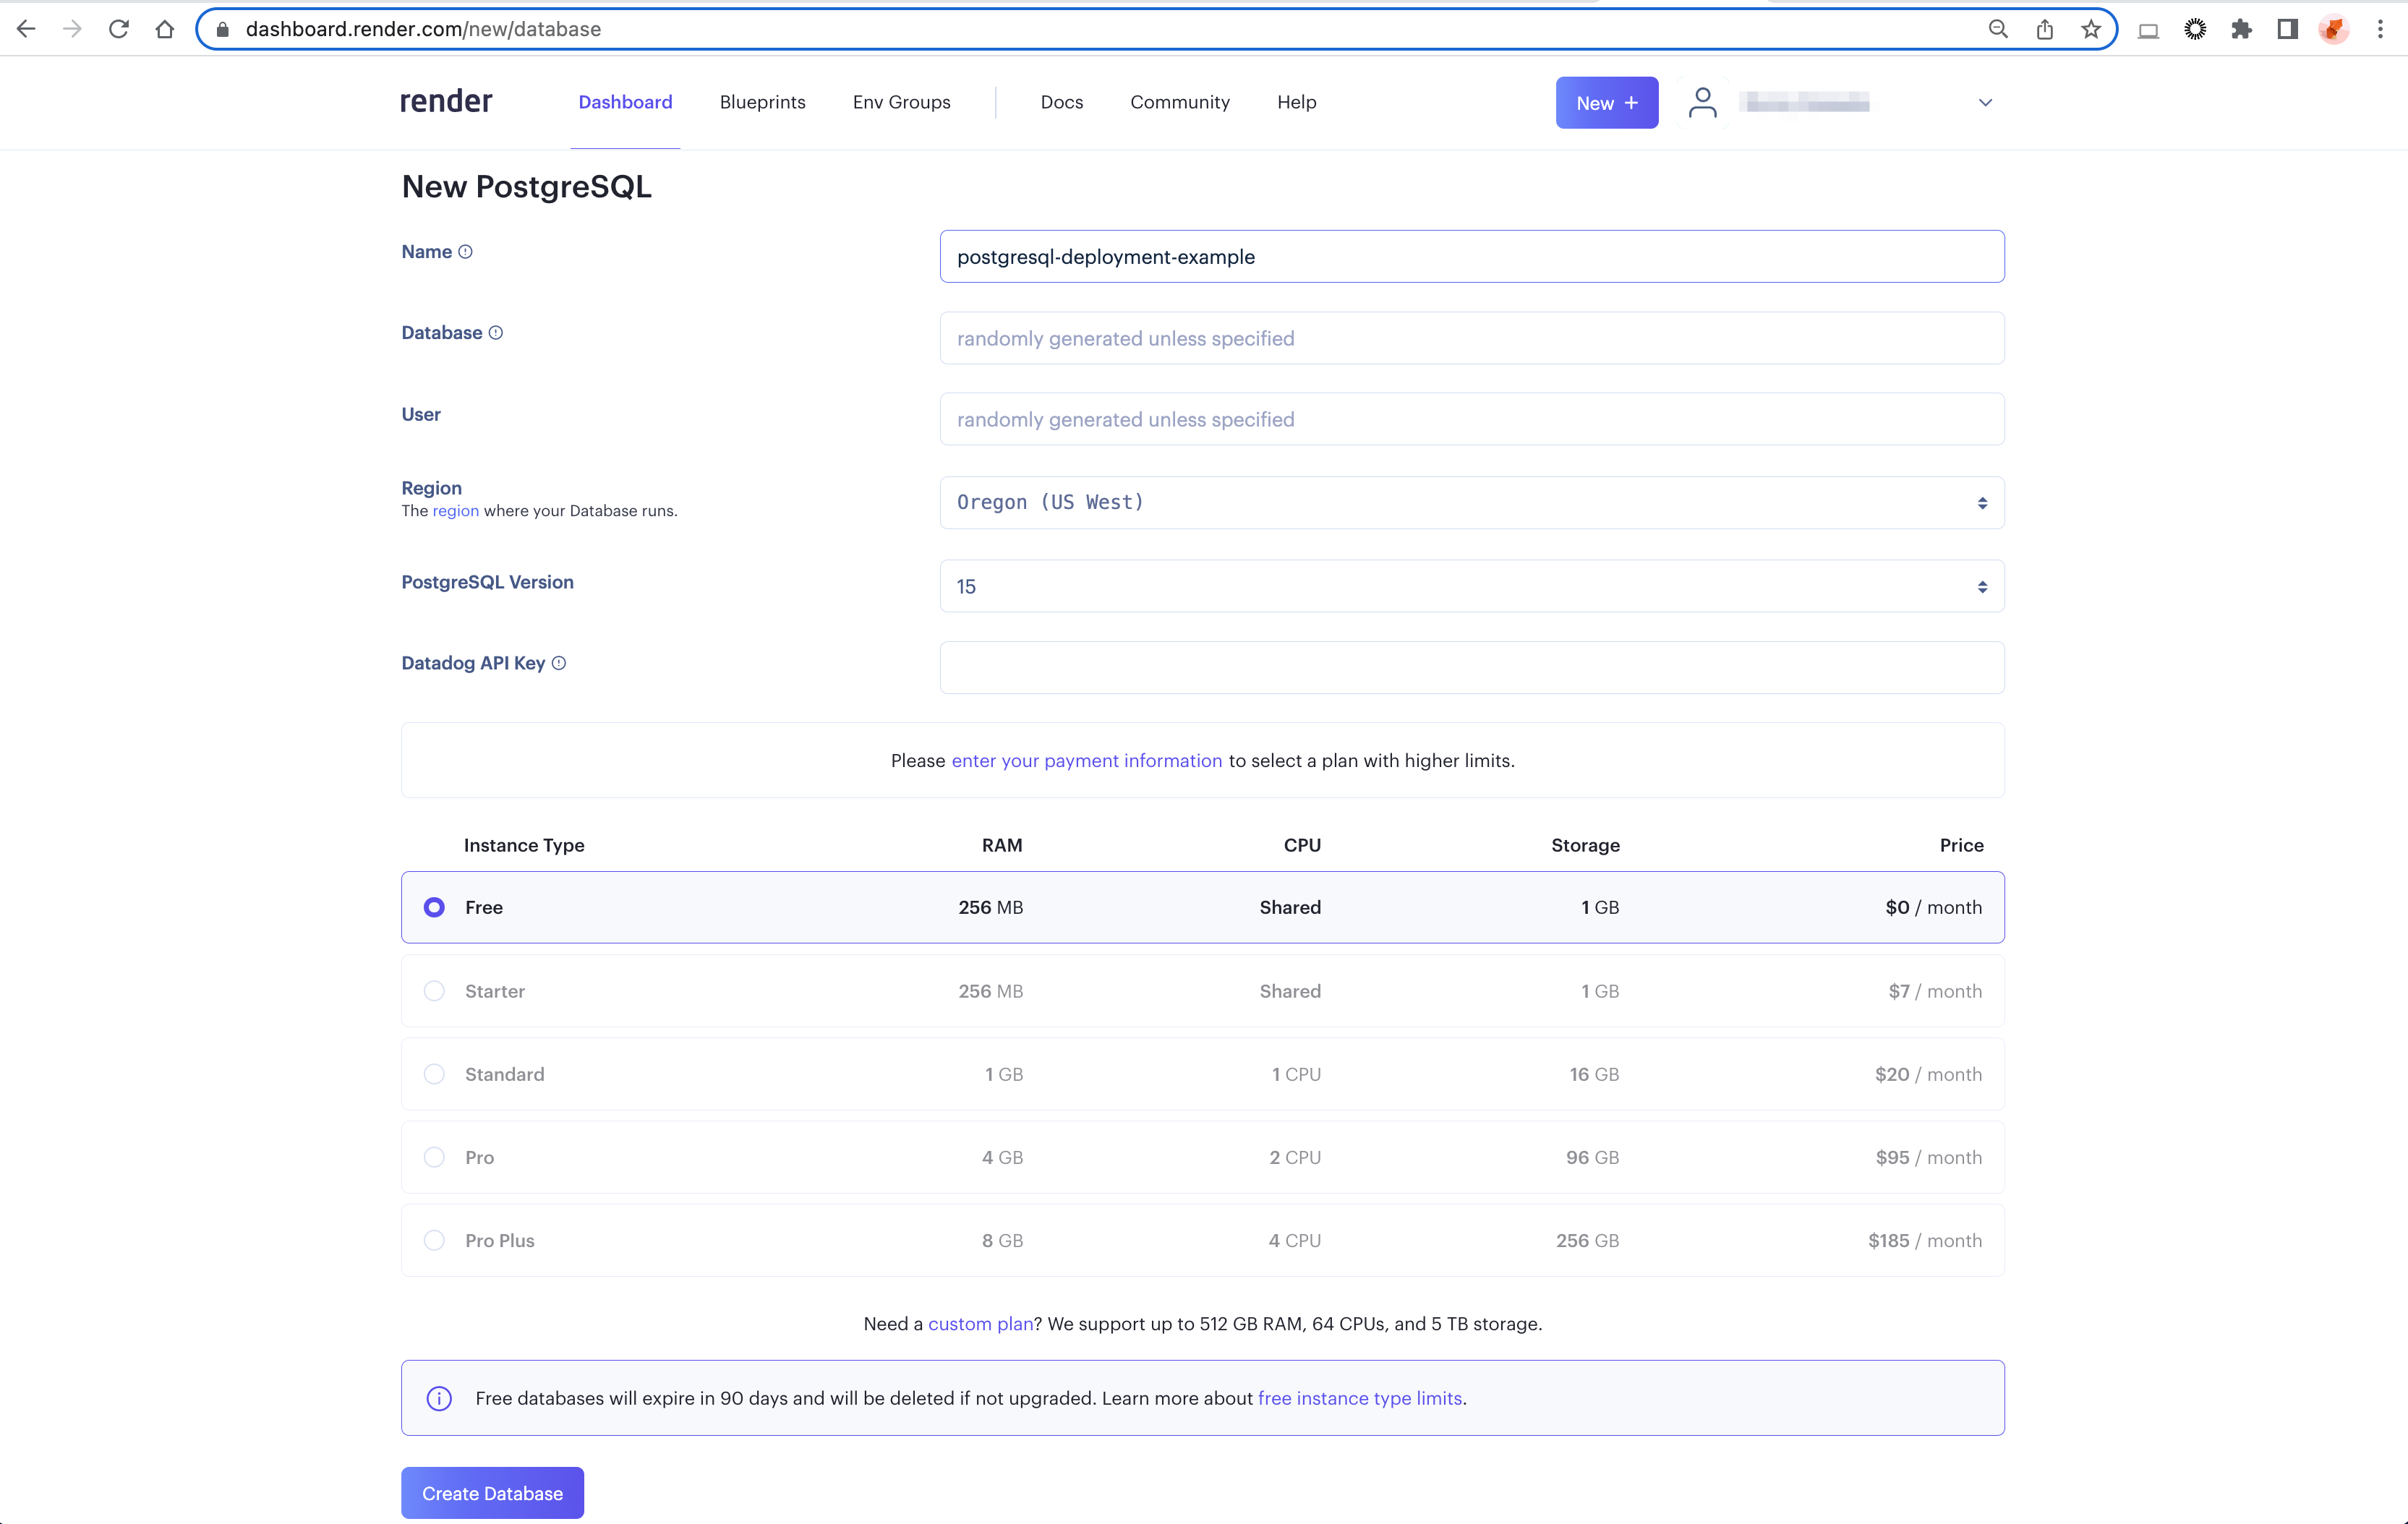 dashboard.render.com/new/database
render Dashboard Blueprints Env Groups Docs Community Help New +
New PostgreSQL
Name postgresql-deployment-example
Database randomly generated unless specified
User randomly generated unless specified
Region Oregon (US West)
The region where your Database runs.
PostgreSQL Version 15
Datadog API Key
Please enter your payment information to select a plan with higher limits.
Instance Type RAM CPU Storage Price
Free 256 MB Shared 1 GB $0 / month
Starter 256 MB Shared 1 GB $7 / month
Standard 1 GB 1 CPU 16 GB $20 / month
Pro 4 GB 2 CPU 96 GB $95 / month
Pro Plus 8 GB 4 CPU 256 GB $185 / month
Need a custom plan? We support up to 512 GB RAM, 64 CPUs, and 5 TB storage.
Free databases will expire in 90 days and will be deleted if not upgraded. Learn more about free instance type limits.
Create Database